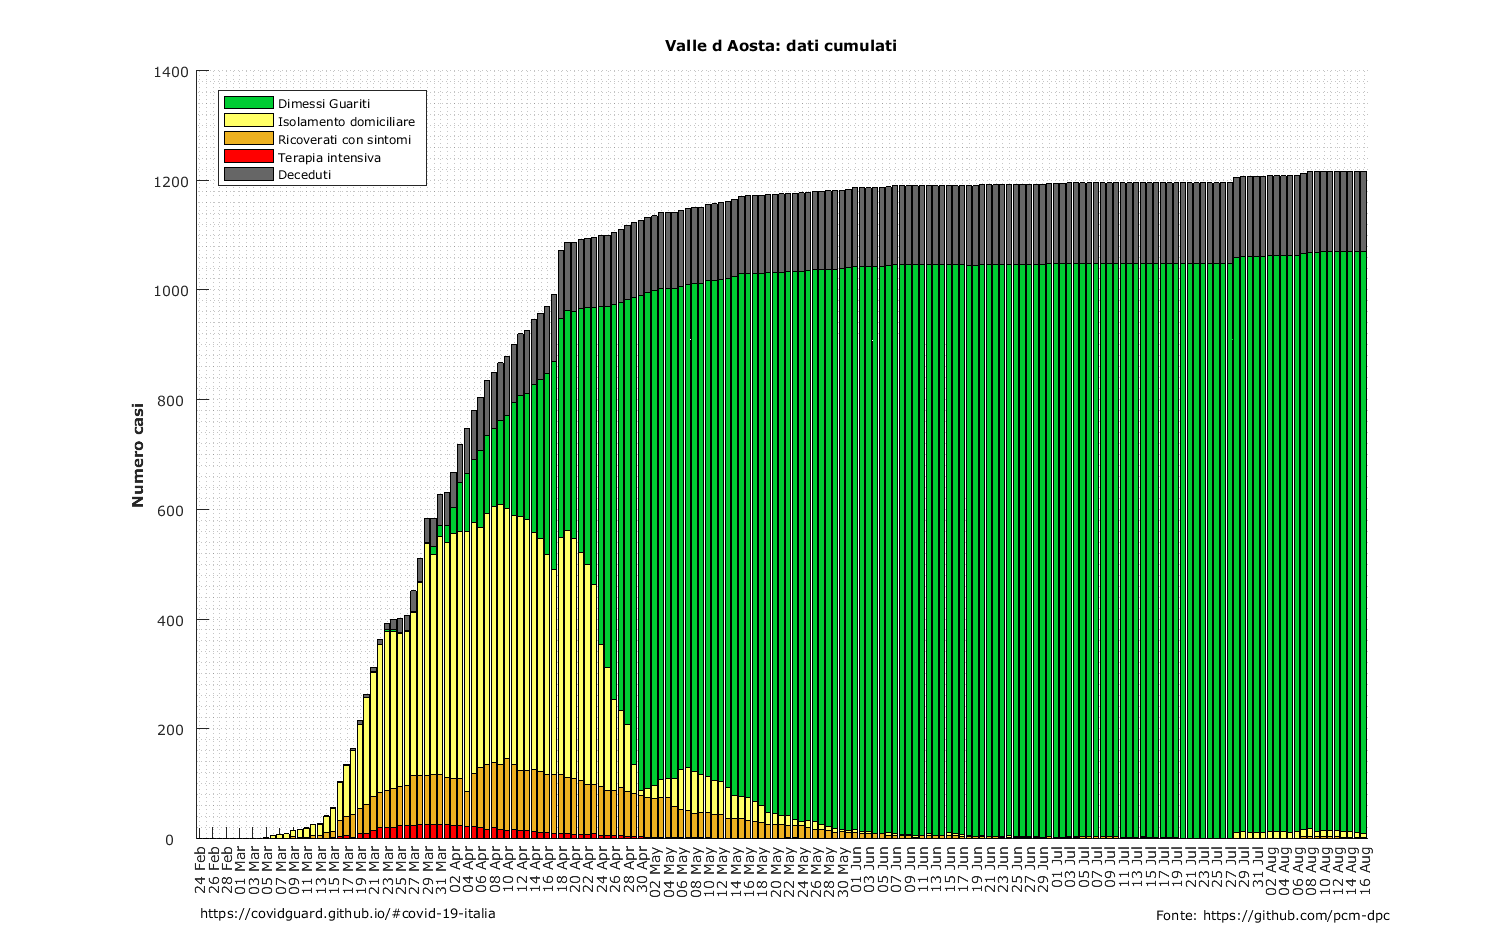 Valle d Aosta: dati cumulati
1400
1200
1000
800
600
400
200
0
Numero casi
Dimessi Guariti
Isolamento domiciliare
Ricoverati con sintomi
Terapia intensiva
Deceduti
24 Feb
26 Feb
28 Feb
01 Mar
03 Mar
05 Mar
07 Mar
09 Mar
11 Mar
13 Mar
15 Mar
17 Mar
19 Mar
21 Mar
23 Mar
25 Mar
27 Mar
29 Mar
31 Mar
02 Apr
04 Apr
06 Apr
08 Apr
10 Apr
12 Apr
14 Apr
16 Apr
18 Apr
20 Apr
22 Apr
24 Apr
26 Apr
28 Apr
30 Apr
02 May
04 May
06 May
08 May
10 May
12 May
14 May
16 May
18 May
20 May
22 May
24 May
26 May
28 May
30 May
01 Jun
03 Jun
05 Jun
07 Jun
09 Jun
11 Jun
13 Jun
15 Jun
17 Jun
19 Jun
21 Jun
23 Jun
25 Jun
27 Jun
29 Jun
01 Jul
03 Jul
05 Jul
07 Jul
09 Jul
11 Jul
13 Jul
15 Jul
17 Jul
19 Jul
21 Jul
23 Jul
25 Jul
27 Jul
29 Jul
31 Jul
02 Aug
04 Aug
06 Aug
08 Aug
10 Aug
12 Aug
14 Aug
16 Aug
https://covidguard.github.io/#covid-19-italia
Fonte: https://github.com/pcm-dpc